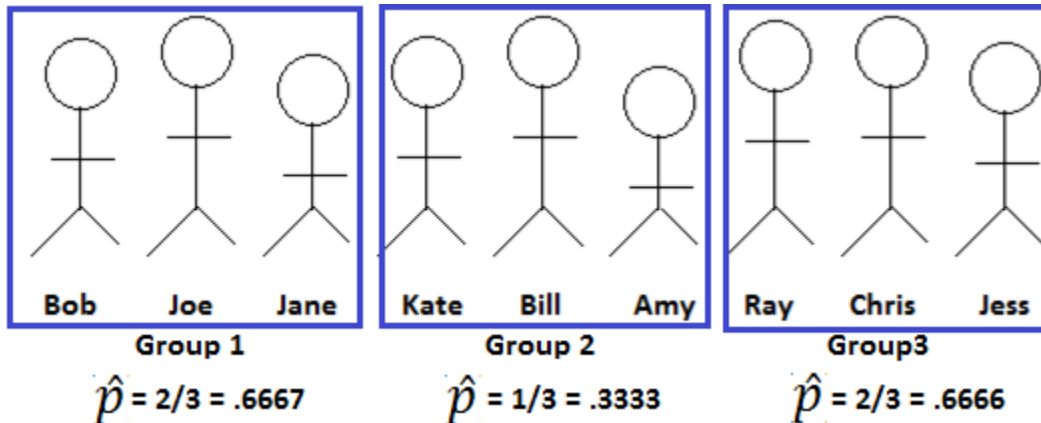 Bob Joe Jane Kate Bill Amy Ray Chris Jess
Group 1 Group 2 Group3
p̂ = 2/3 = .6667 p̂ = 1/3 = .3333 p̂ = 2/3 = .6666